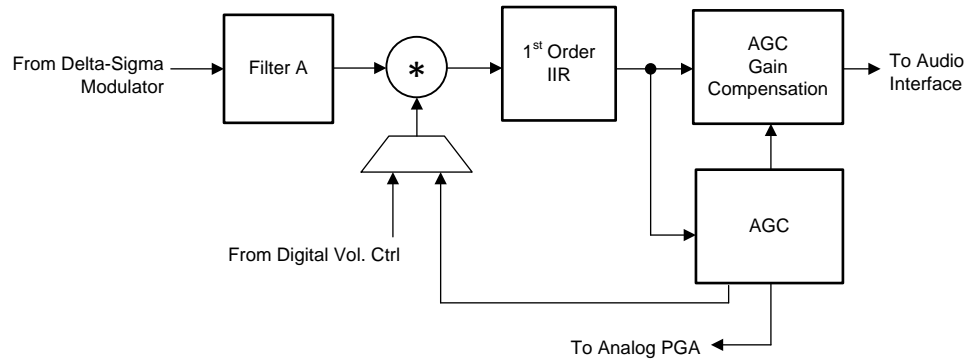 From Delta-Sigma
Modulator
Filter A
*
1st Order
IIR
AGC
Gain
Compensation
To Audio
Interface
From Digital Vol. Ctrl
AGC
To Analog PGA